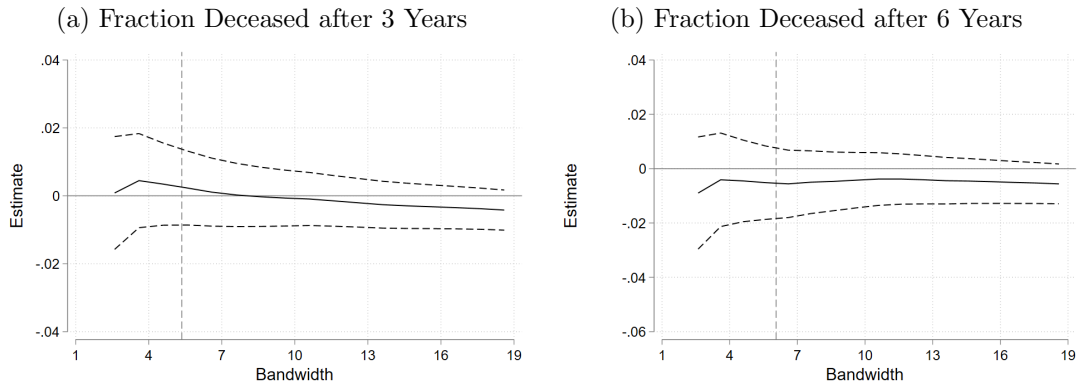 (a) Fraction Deceased after 3 Years
.04
.02
0
-.02
-.04
Estimate
1 4 7 10 13 16 19
Bandwidth
(b) Fraction Deceased after 6 Years
.04
.02
0
-.02
-.04
-.06
Estimate
1 4 7 10 13 16 19
Bandwidth